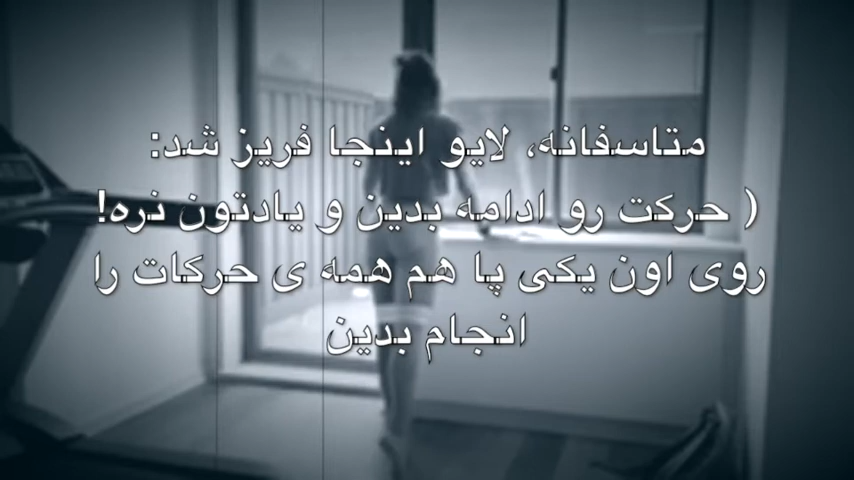 متاسفانه، لایو اینجا فریز شد:
( حرکت رو ادامه بدین و یادتون نره!
روی اون یکی پا هم همه ی حرکات را
انجام بدین